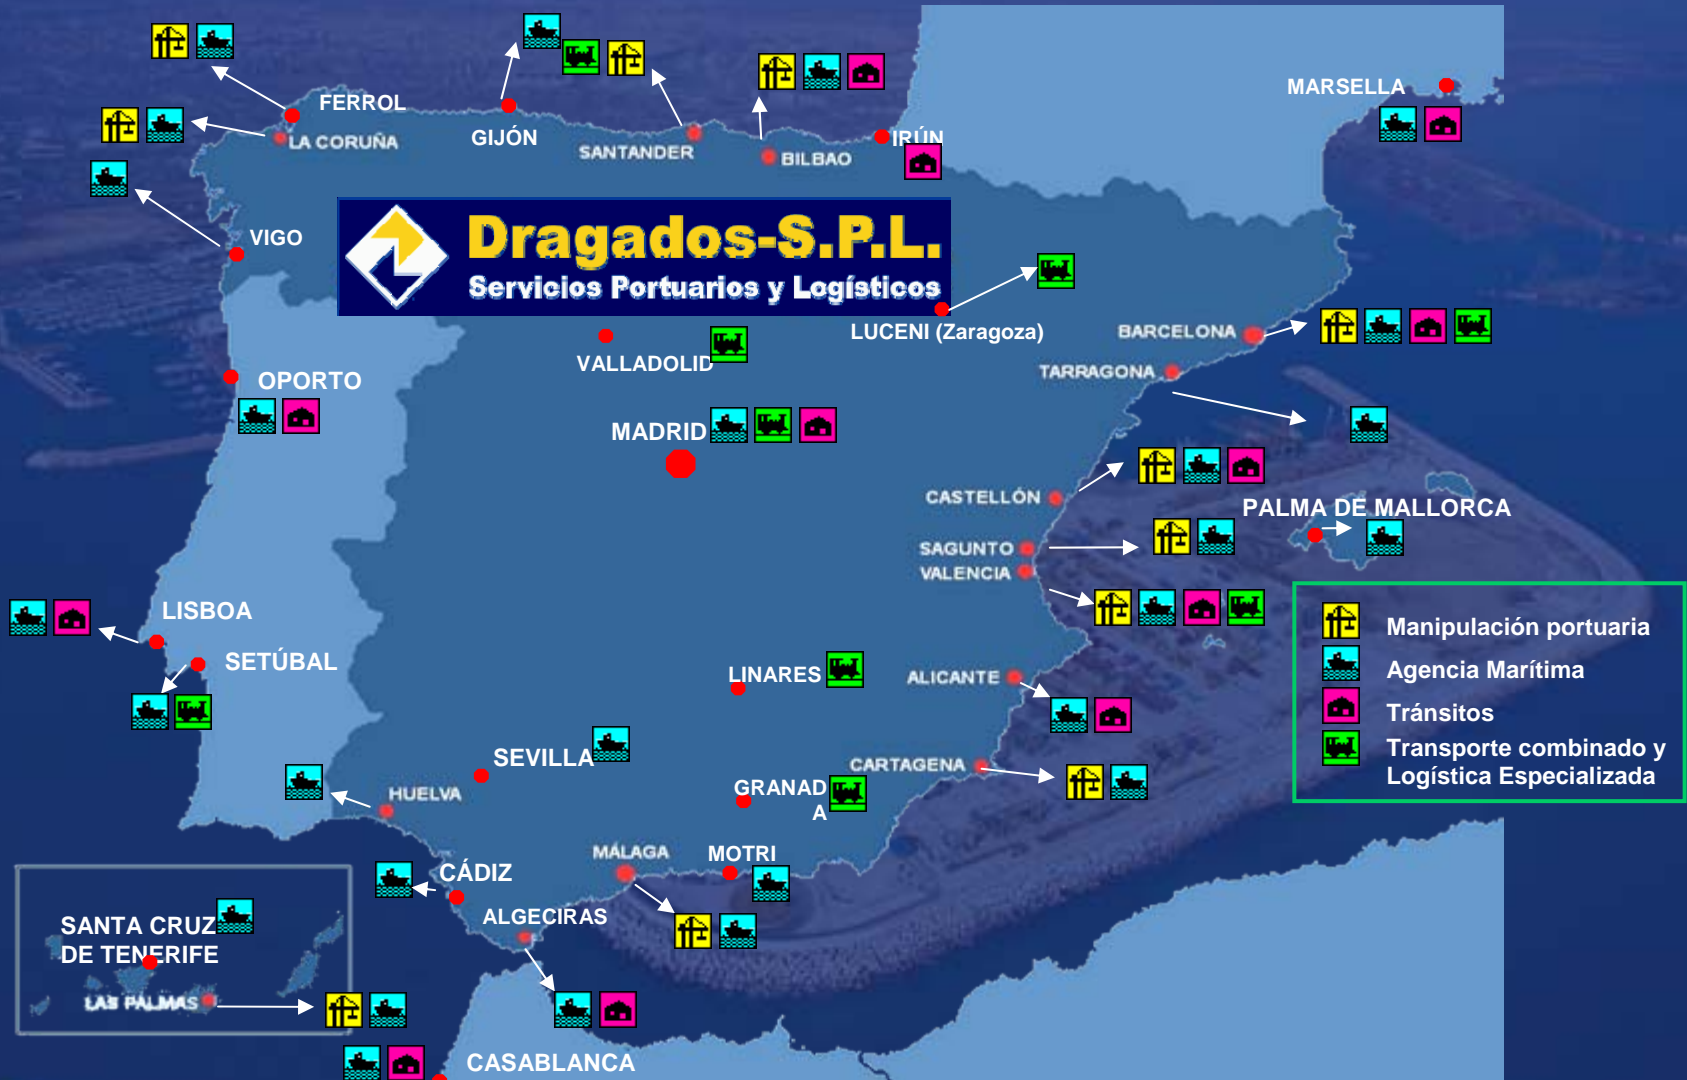 FERROL
LA CORUÑA
GIJÓN
SANTANDER
BILBAO
IRÚN
MARSELLA
VIGO
Dragados-S.P.L.
Servicios Portuarios y Logísticos
LUCENI (Zaragoza)
BARCELONA
VALLADOLID
TARRAGONA
OPORTO
MADRID
CASTELLÓN
PALMA DE MALLORCA
SAGUNTO
VALENCIA
LISBOA
SETÚBAL
LINARES
ALICANTE
Manipulación portuaria
Agencia Marítima
Tránsitos
Transporte combinado y
Logística Especializada
SEVILLA
CARTAGENA
HUELVA
GRANAD
A
MÁLAGA
MOTRI
CÁDIZ
ALGECIRAS
SANTA CRUZ
DE TENERIFE
LAS PALMAS
CASABLANCA